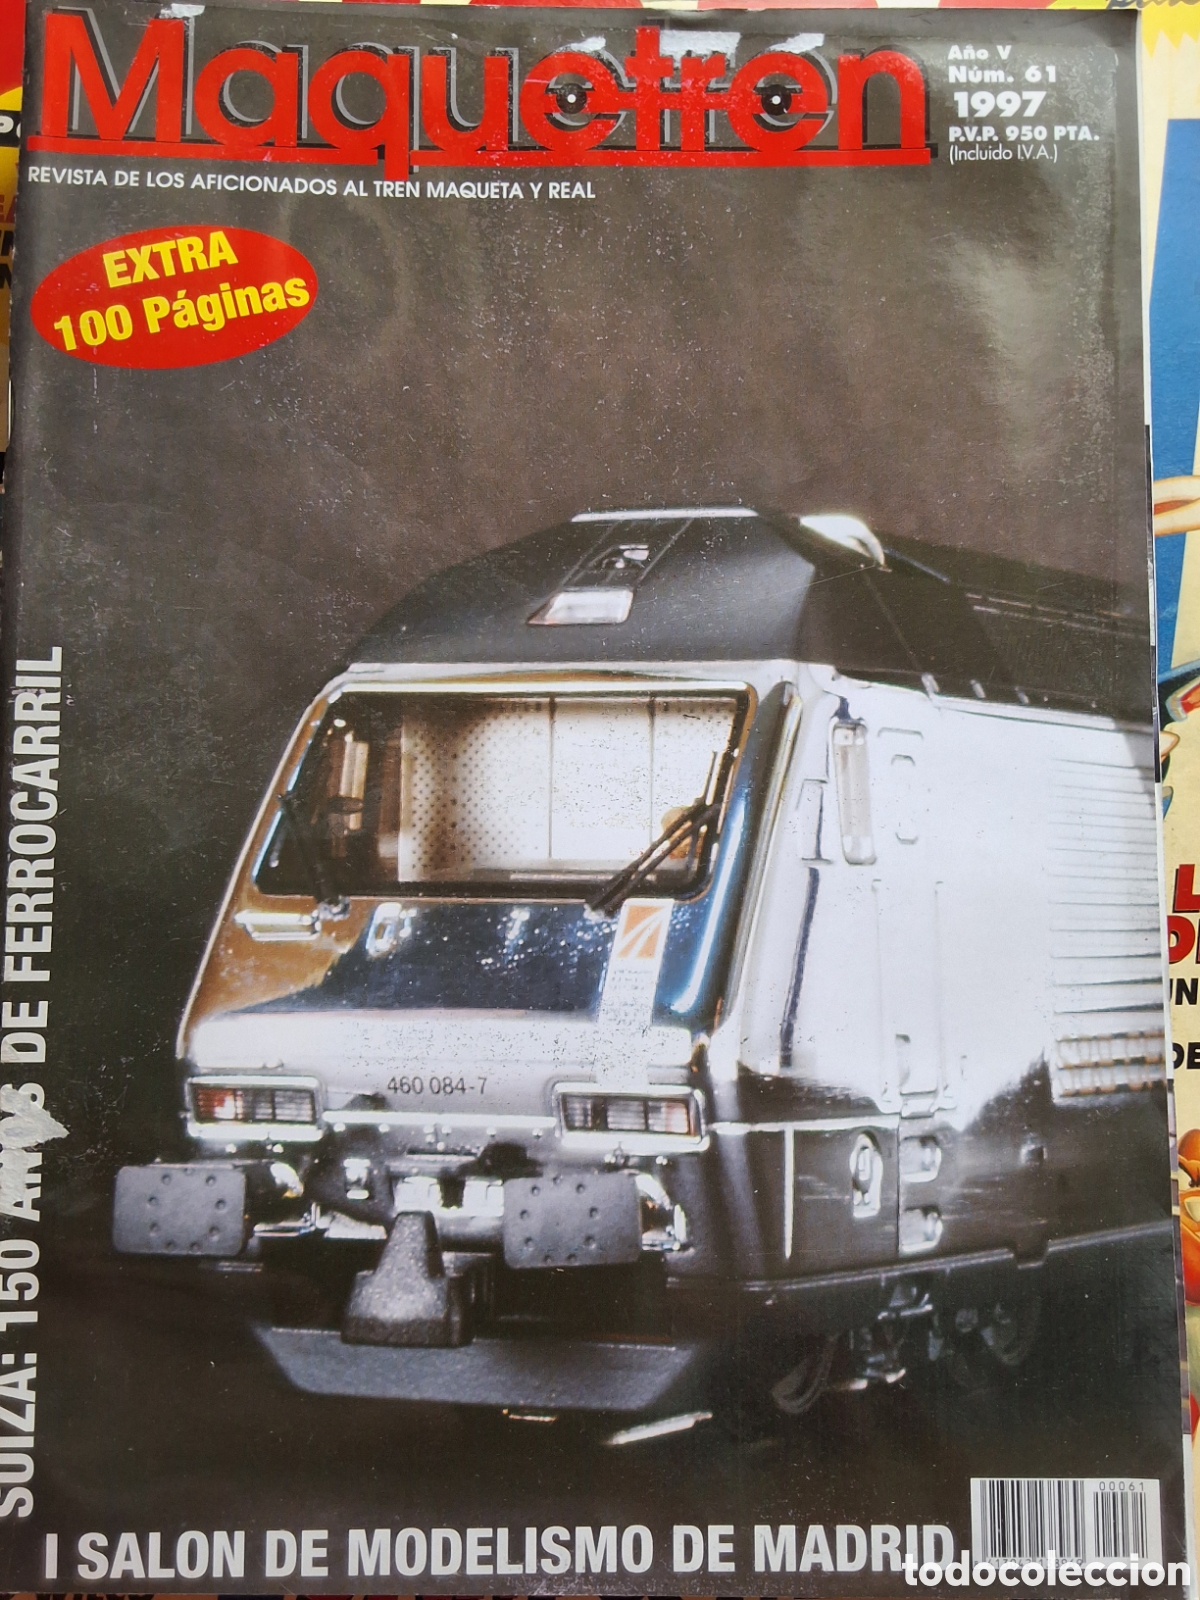 Maquetren
Año V
Núm. 61
1997
P.V.P. 950 PTA.
(Incluido I.V.A.)
REVISTA DE LOS AFICIONADOS AL TREN MAQUETA Y REAL
EXTRA
100 Páginas
SUIZA: 150 AÑOS DE FERROCARRIL
460 084-7
00061
I SALON DE MODELISMO DE MADRID
todocoleccion